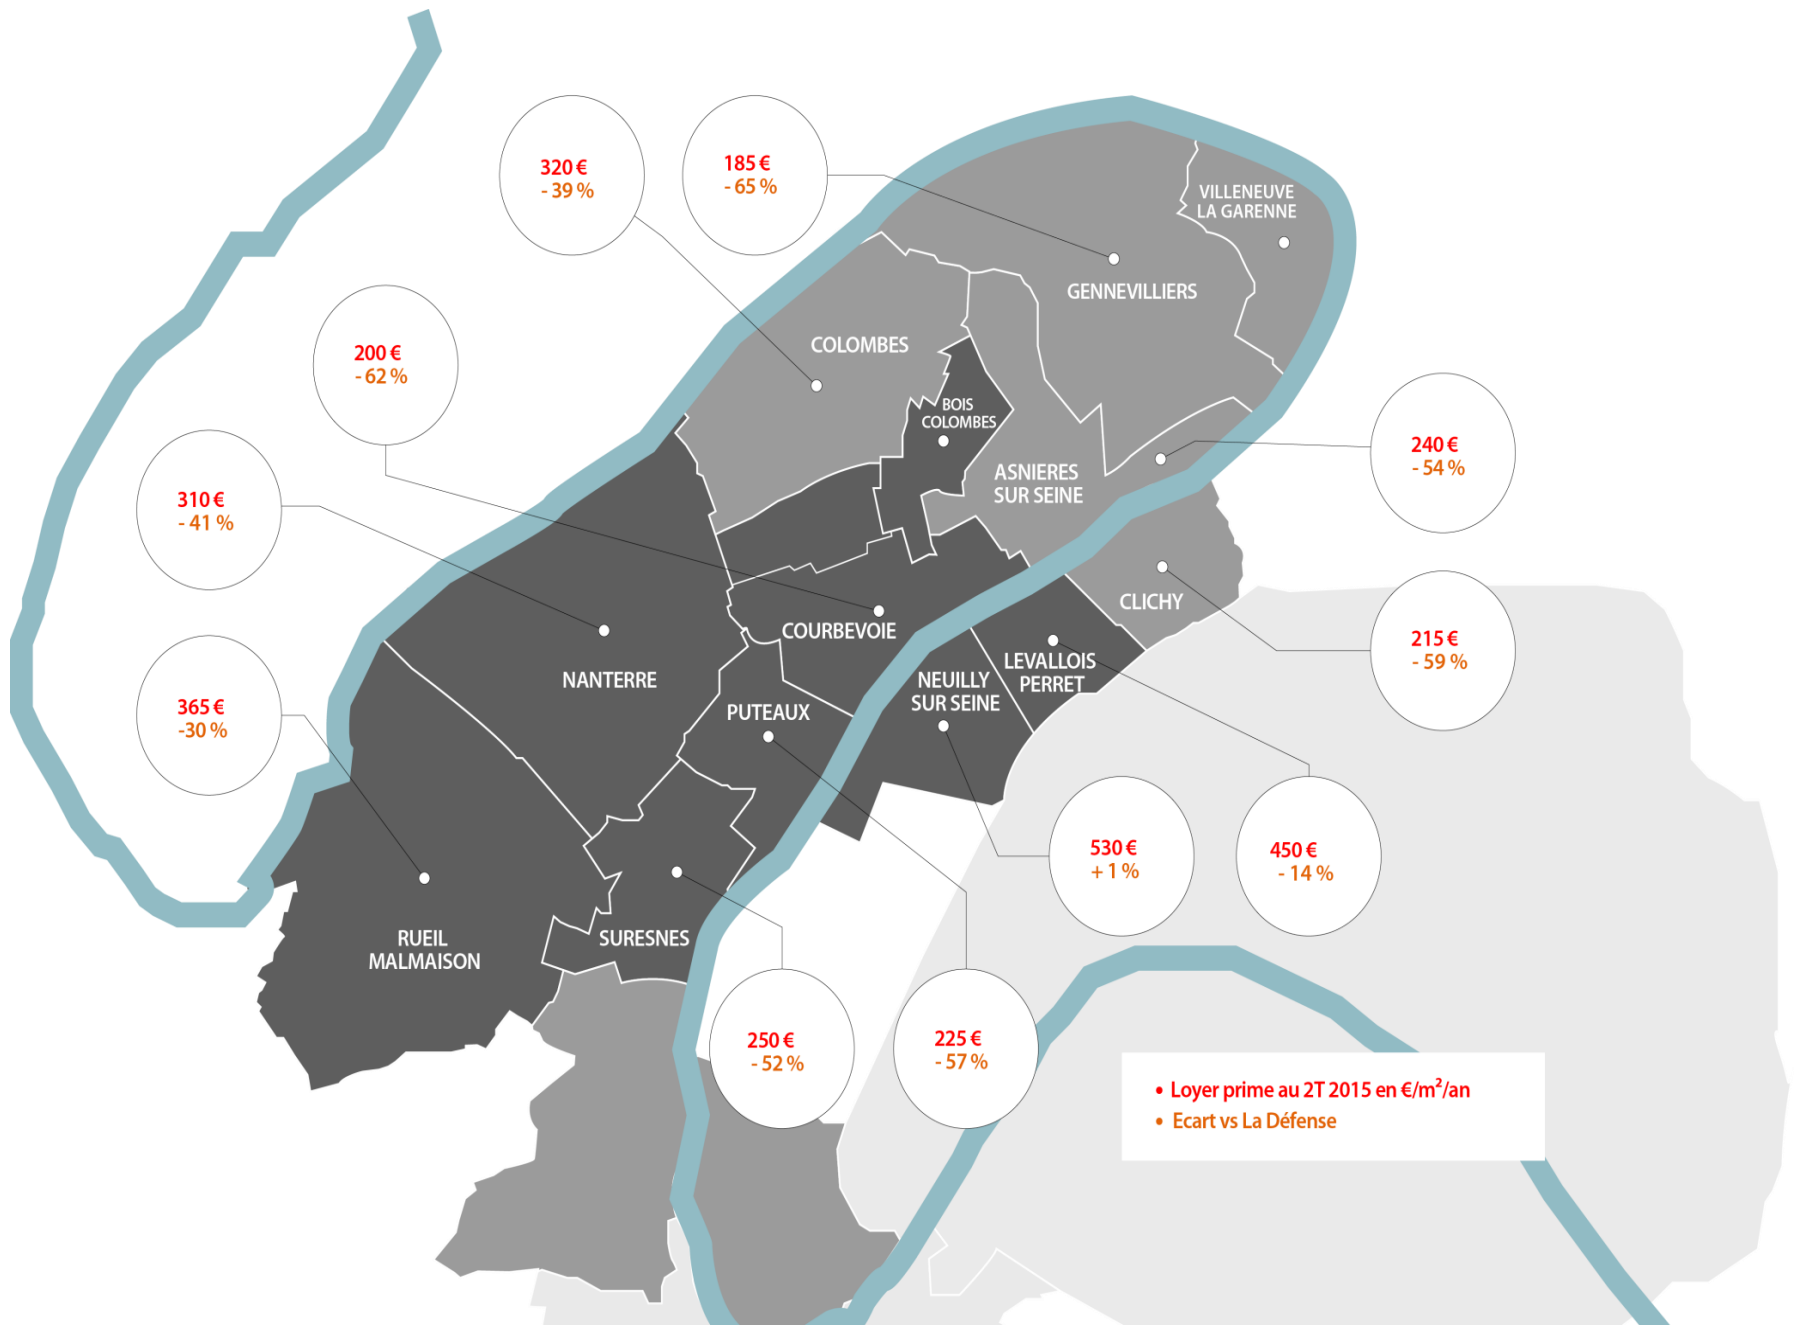 320 €
- 39 %
185 €
- 65 %
VILLENEUVE
LA GARENNE
GENNEVILLIERS
COLOMBES
200 €
- 62 %
BOIS
COLOMBES
240 €
- 54 %
ASNIERES
SUR SEINE
310 €
- 41 %
CLICHY
COURBEVOIE
215 €
- 59 %
LEVALLOIS
PERRET
NEUILLY
SUR SEINE
NANTERRE
PUTEAUX
365 €
-30 %
530 €
+ 1 %
450 €
- 14 %
RUEIL
MALMAISON
SURESNES
250 €
- 52 %
225 €
- 57 %
• Loyer prime au 2T 2015 en €/m²/an
• Ecart vs La Défense